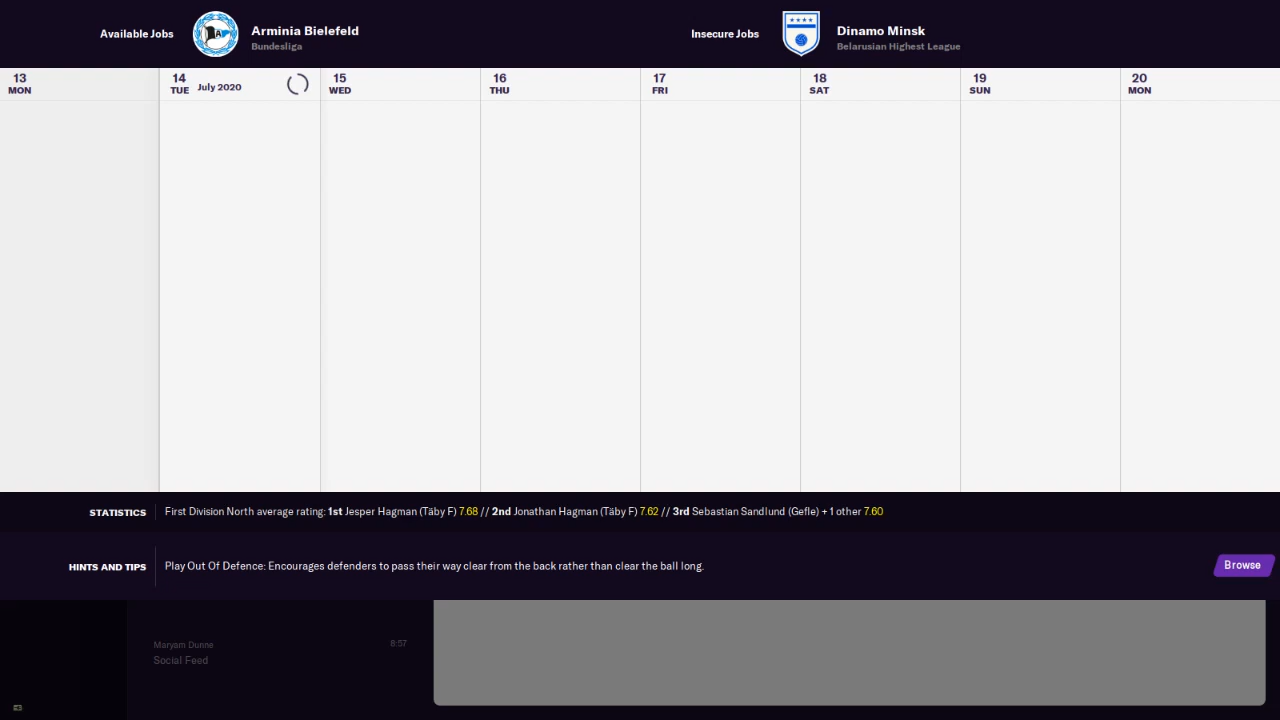 Available Jobs
Arminia Bielefeld
Bundesliga
Insecure Jobs
Dinamo Minsk
Belarusian Highest League
13
MON
14
TUE
July 2020
15
WED
16
THU
17
FRI
18
SAT
19
SUN
20
MON
STATISTICS
First Division North average rating: 1st Jesper Hagman (Täby F) 7.68 // 2nd Jonathan Hagman (Täby F) 7.62 // 3rd Sebastian Sandlund (Gefle) + 1 other 7.60
HINTS AND TIPS
Play Out Of Defence: Encourages defenders to pass their way clear from the back rather than clear the ball long.
Browse
Maryam Dunne
8:57
Social Feed